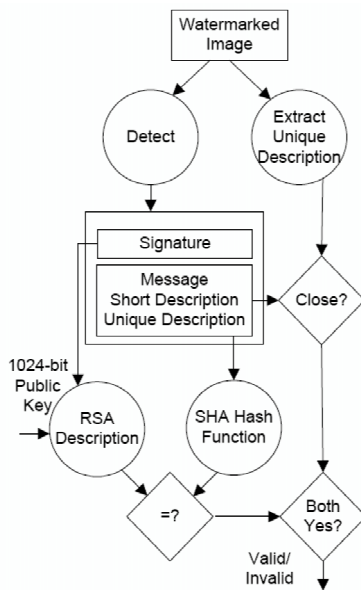 Watermarked
Image
Detect
Extract
Unique
Description
Signature
Message
Short Description
Unique Description
Close?
1024-bit
Public
Key
RSA
Description
SHA Hash
Function
=?
Both
Yes?
Valid/
Invalid